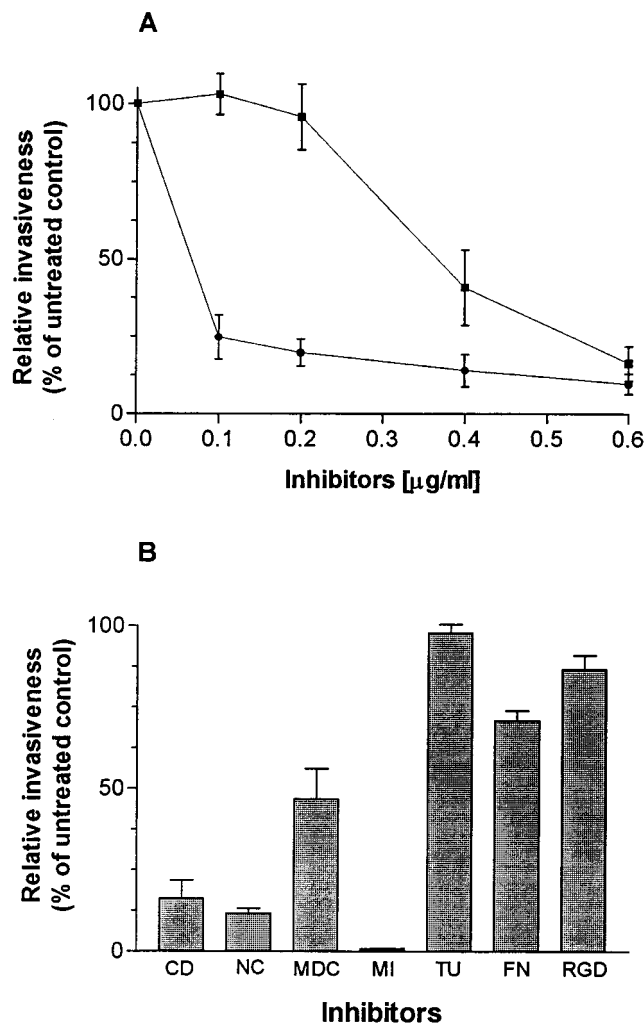 A
Relative invasiveness
(% of untreated control)
100
50
0
0.0 0.1 0.2 0.3 0.4 0.5 0.6
Inhibitors [µg/ml]
B
Relative invasiveness
(% of untreated control)
100
50
0
CD NC MDC MI TU FN RGD
Inhibitors